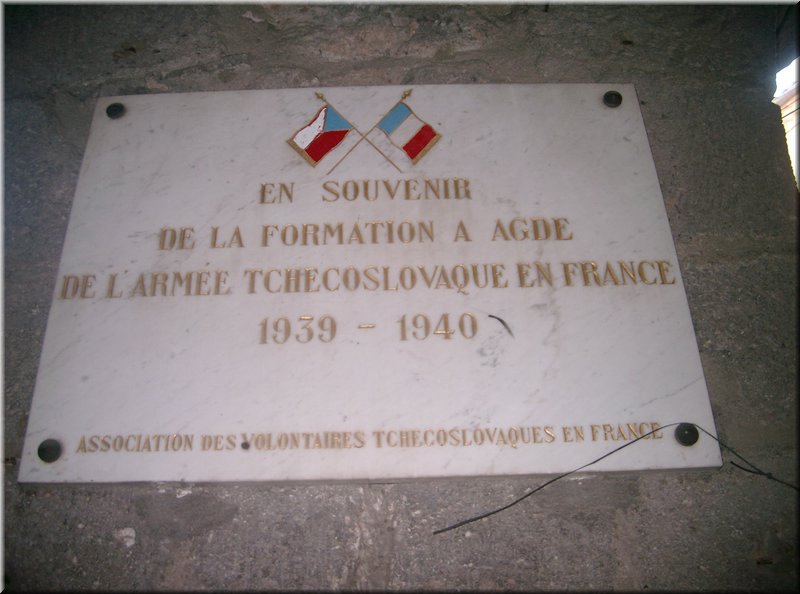 EN SOUVENIR
DE LA FORMATION A AGDE
DE L'ARMÉE TCHECOSLOVAQUE EN FRANCE
1939 - 1940
ASSOCIATION DES VOLONTAIRES TCHECOSLOVAQUES EN FRANCE